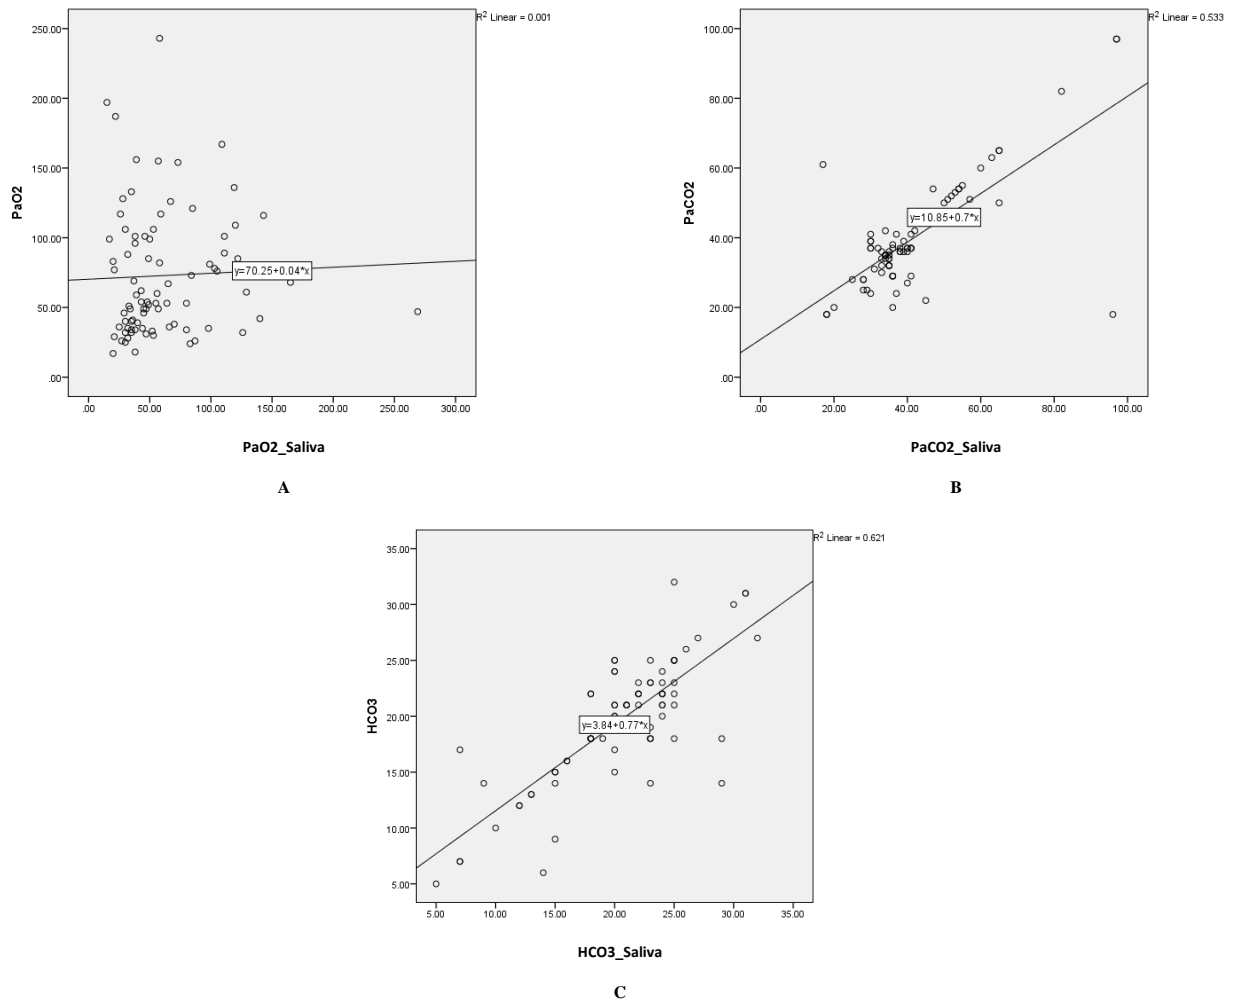 R2 Linear = 0.001
250.00
200.00
150.00
100.00
50.00
.00
PaO2
y=70.25+0.04*x
.00 50.00 100.00 150.00 200.00 250.00 300.00
PaO2_Saliva
A
R2 Linear = 0.533
100.00
80.00
60.00
40.00
20.00
.00
PaCO2
y=10.85+0.7*x
.00 20.00 40.00 60.00 80.00 100.00
PaCO2_Saliva
B
R2 Linear = 0.621
35.00
30.00
25.00
20.00
15.00
10.00
5.00
HCO3
y=3.84+0.77*x
5.00 10.00 15.00 20.00 25.00 30.00 35.00
HCO3_Saliva
C